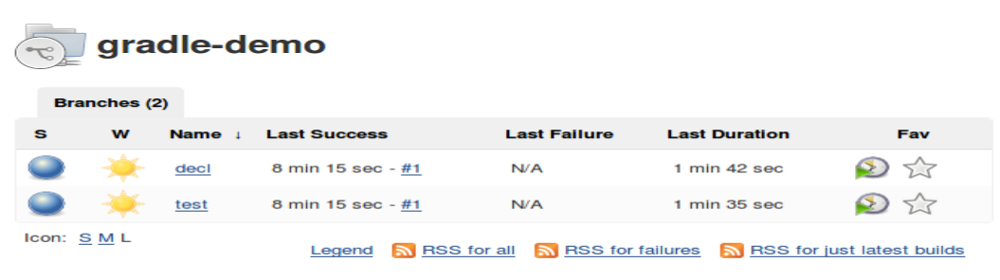 gradle-demo
Branches (2)
S W Name ↓ Last Success Last Failure Last Duration Fav
decl 8 min 15 sec - #1 N/A 1 min 42 sec
test 8 min 15 sec - #1 N/A 1 min 35 sec
Icon: S M L
Legend RSS for all RSS for failures RSS for just latest builds